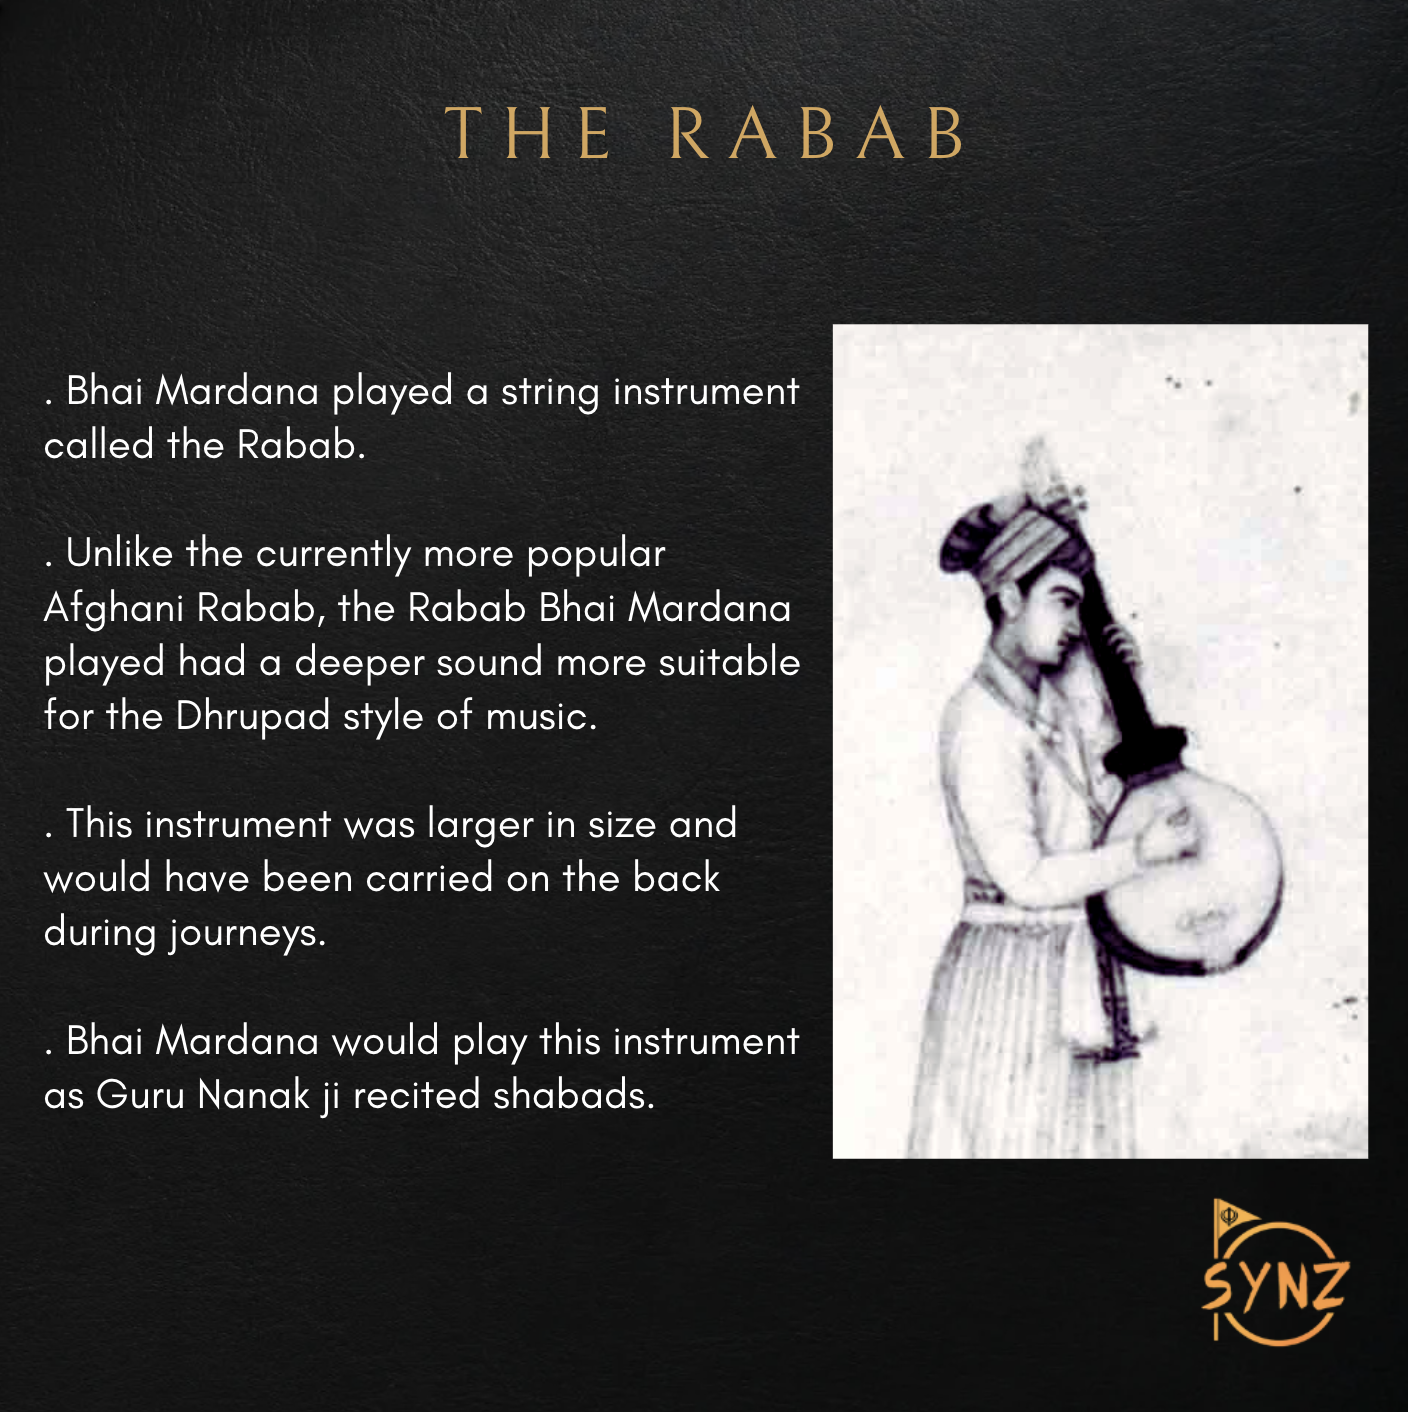 THE RABAB
. Bhai Mardana played a string instrument
called the Rabab.
. Unlike the currently more popular
Afghani Rabab, the Rabab Bhai Mardana
played had a deeper sound more suitable
for the Dhrupad style of music.
. This instrument was larger in size and
would have been carried on the back
during journeys.
. Bhai Mardana would play this instrument
as Guru Nanak ji recited shabads.
SYNZ